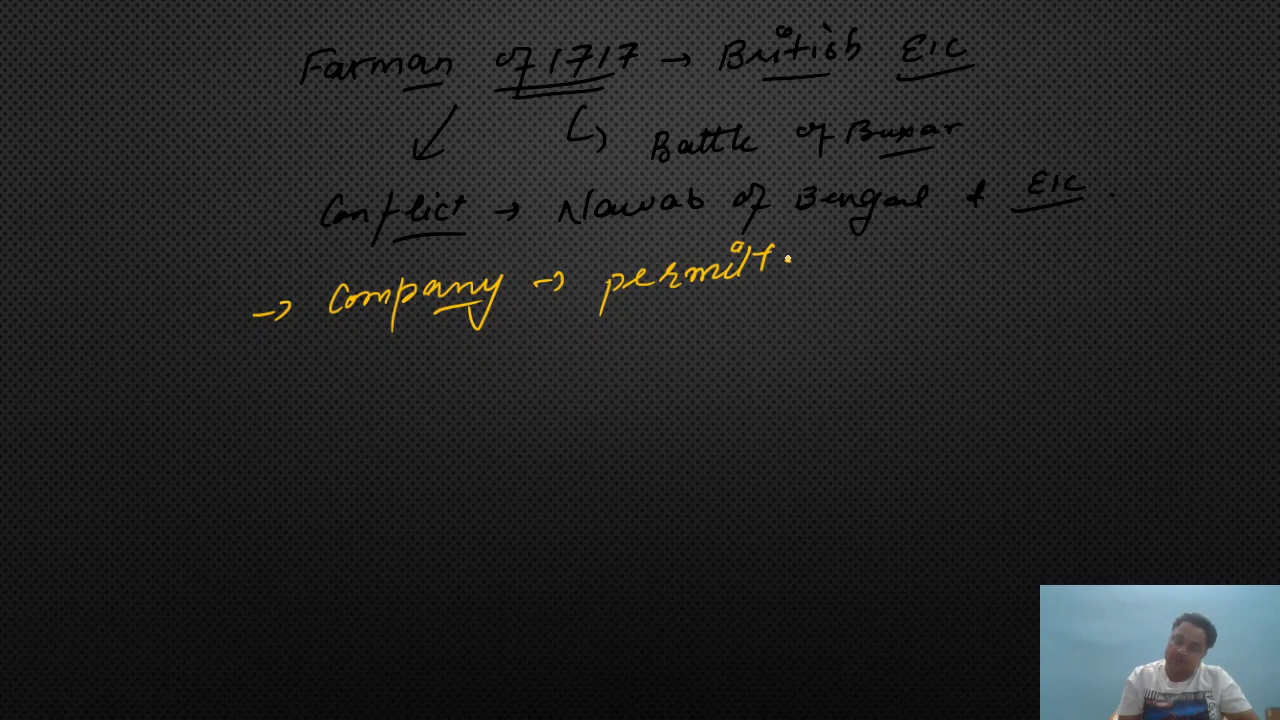 Farman of 1717 → British EIC
↳ Battle of Buxar
Conflict → Nawab of Bengal & EIC.
→ Company → permit